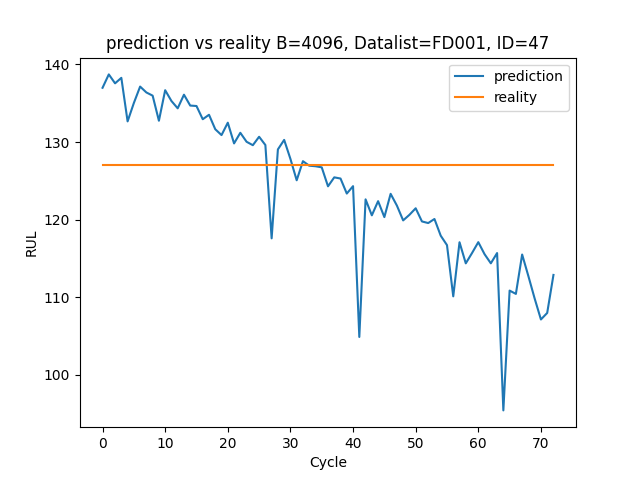 prediction vs reality B=4096, Datalist=FD001, ID=47
prediction
reality
RUL
140
130
120
110
100
0 10 20 30 40 50 60 70
Cycle